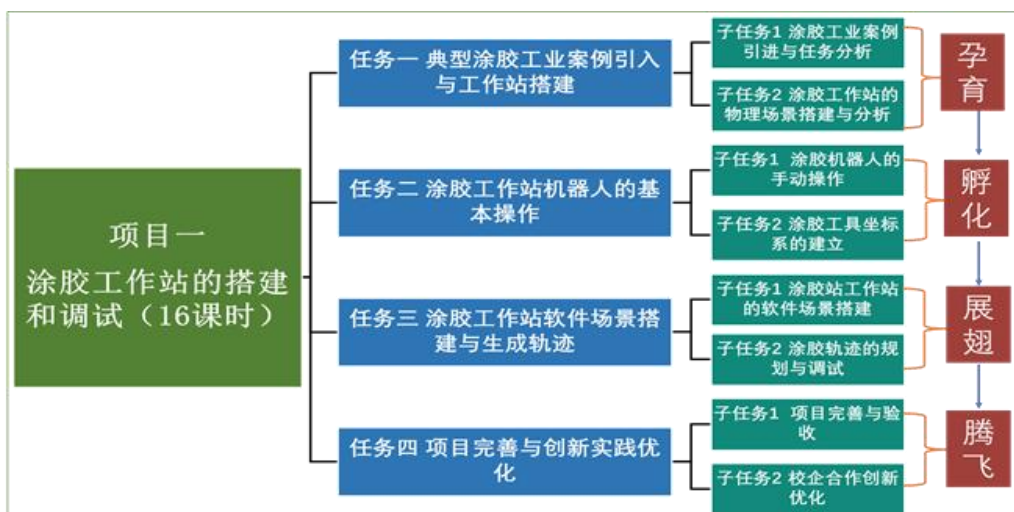 项目一
涂胶工作站的搭建
和调试（16课时）
任务一 典型涂胶工业案例引入
与工作站搭建
子任务1 涂胶工业案例
引进与任务分析
子任务2 涂胶工作站的
物理场景搭建与分析
孕
育
任务二 涂胶工作站机器人的基
本操作
子任务1 涂胶机器人的
手动操作
子任务2 涂胶工具坐标
系的建立
孵
化
任务三 涂胶工作站软件场景搭
建与生成轨迹
子任务1 涂胶站工作站
的软件场景搭建
子任务2 涂胶轨迹的规
划与调试
展
翅
任务四 项目完善与创新实践优
化
子任务1 项目完善与验
收
子任务2 校企合作创新
优化
腾
飞